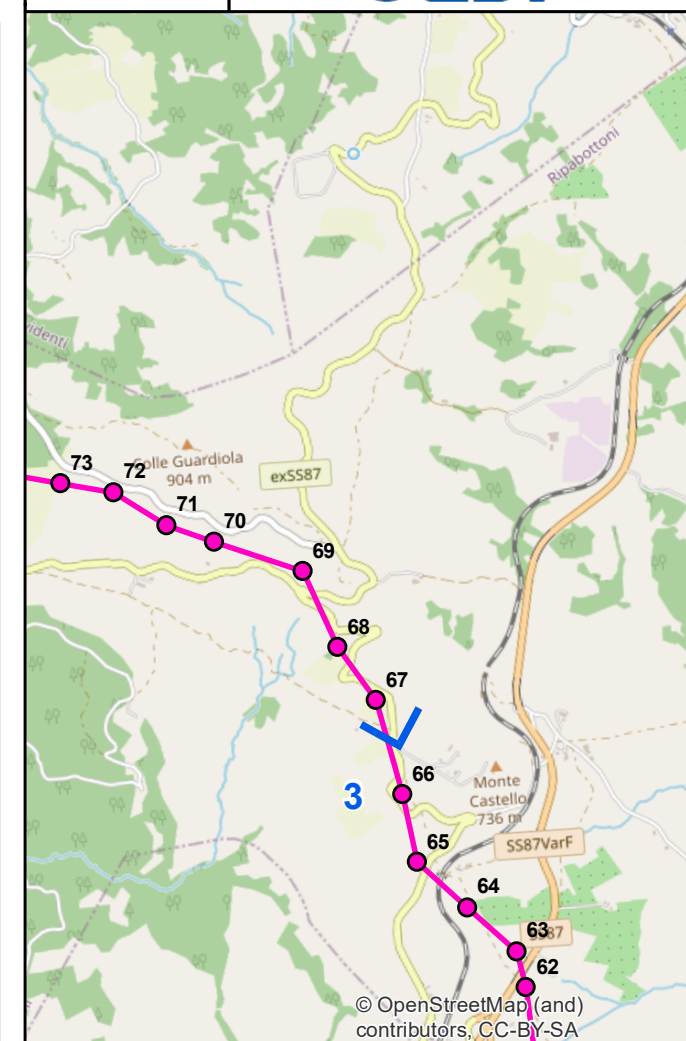 Ripabottoni
videnti
73
72
Colle Guardiola
904 m
exSS87
71
70
69
68
67
66
3
Monte
Castello
736 m
65
SS87VarF
64
63
62
© OpenStreetMap (and)
contributors, CC-BY-SA